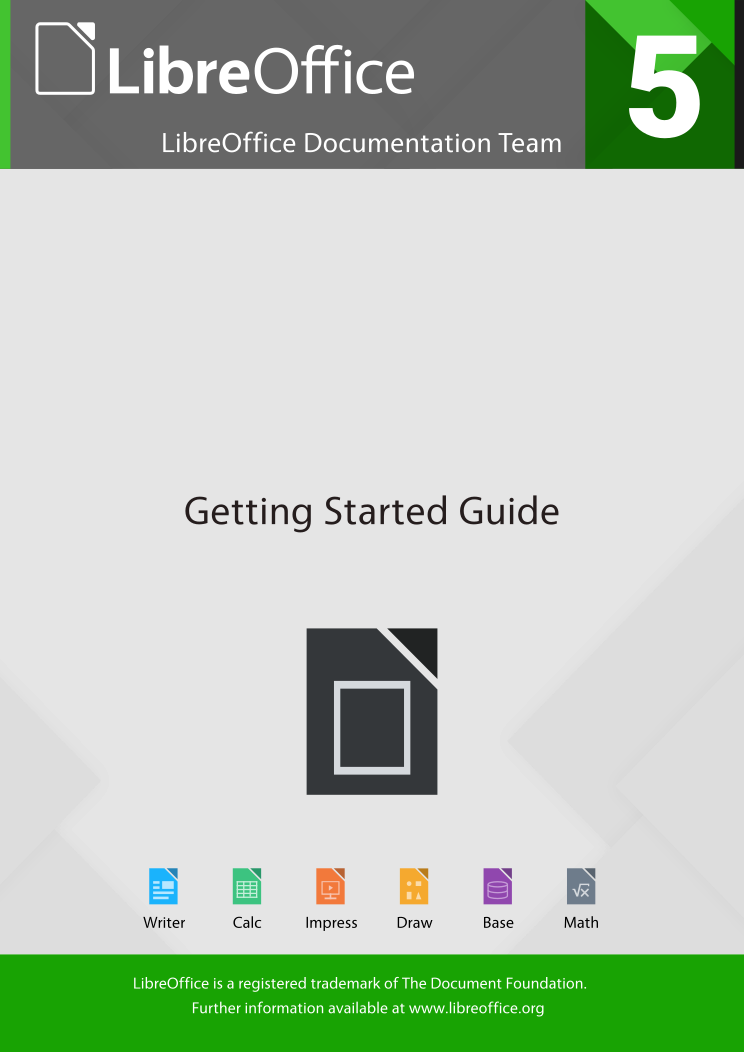 LibreOffice
5
LibreOffice Documentation Team
Getting Started Guide
Writer Calc Impress Draw Base Math
LibreOffice is a registered trademark of The Document Foundation.
Further information available at www.libreoffice.org